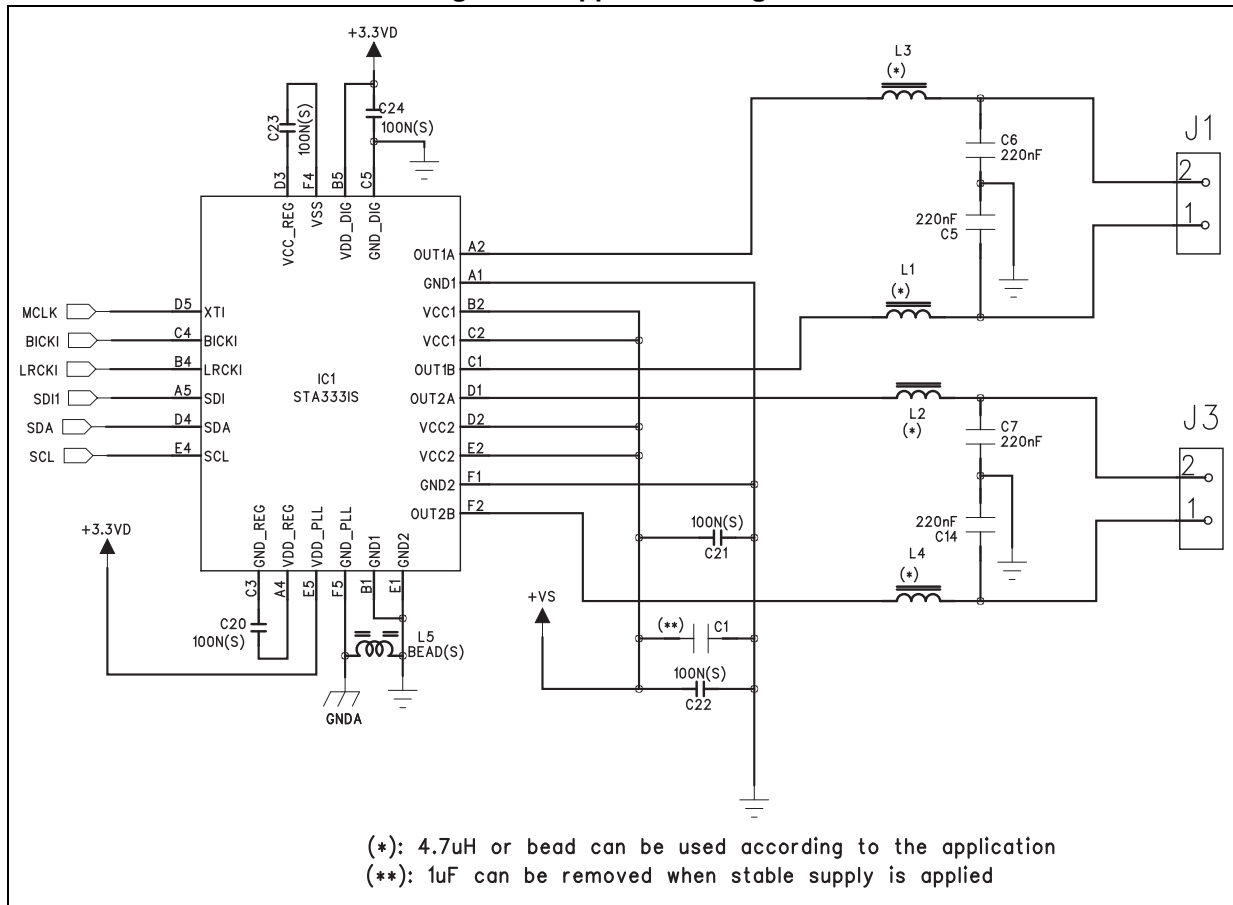 +3.3VD
L3
(*)
C23
100N(S)
C24
100N(S)
J1
C6
220nF
2
220nF
C5
1
D3
F4
B5
C5
VCC_REG
VSS
VDD_DIG
GND_DIG
OUT1A A2
GND1 A1
L1
(*)
MCLK D5 XTI
VCC1 B2
BICKI C4 BICKI
VCC1 C2
LRCKI B4 LRCKI
OUT1B C1
IC1
STA333IS
SDI1 A5 SDI
OUT2A D1
L2
(*)
SDA D4 SDA
VCC2 D2
C7
220nF
J3
SCL E4 SCL
VCC2 E2
2
GND2 F1
OUT2B F2
1
220nF
C14
+3.3VD
GND_REG
VDD_REG
VDD_PLL
GND_PLL
GND1
GND2
C3
A4
E5
F5
B1
E1
100N(S)
C21
L4
(*)
+VS
C20
100N(S)
L5
BEAD(S)
(**) C1
100N(S)
C22
GNDA
(*): 4.7uH or bead can be used according to the application
(**): 1uF can be removed when stable supply is applied